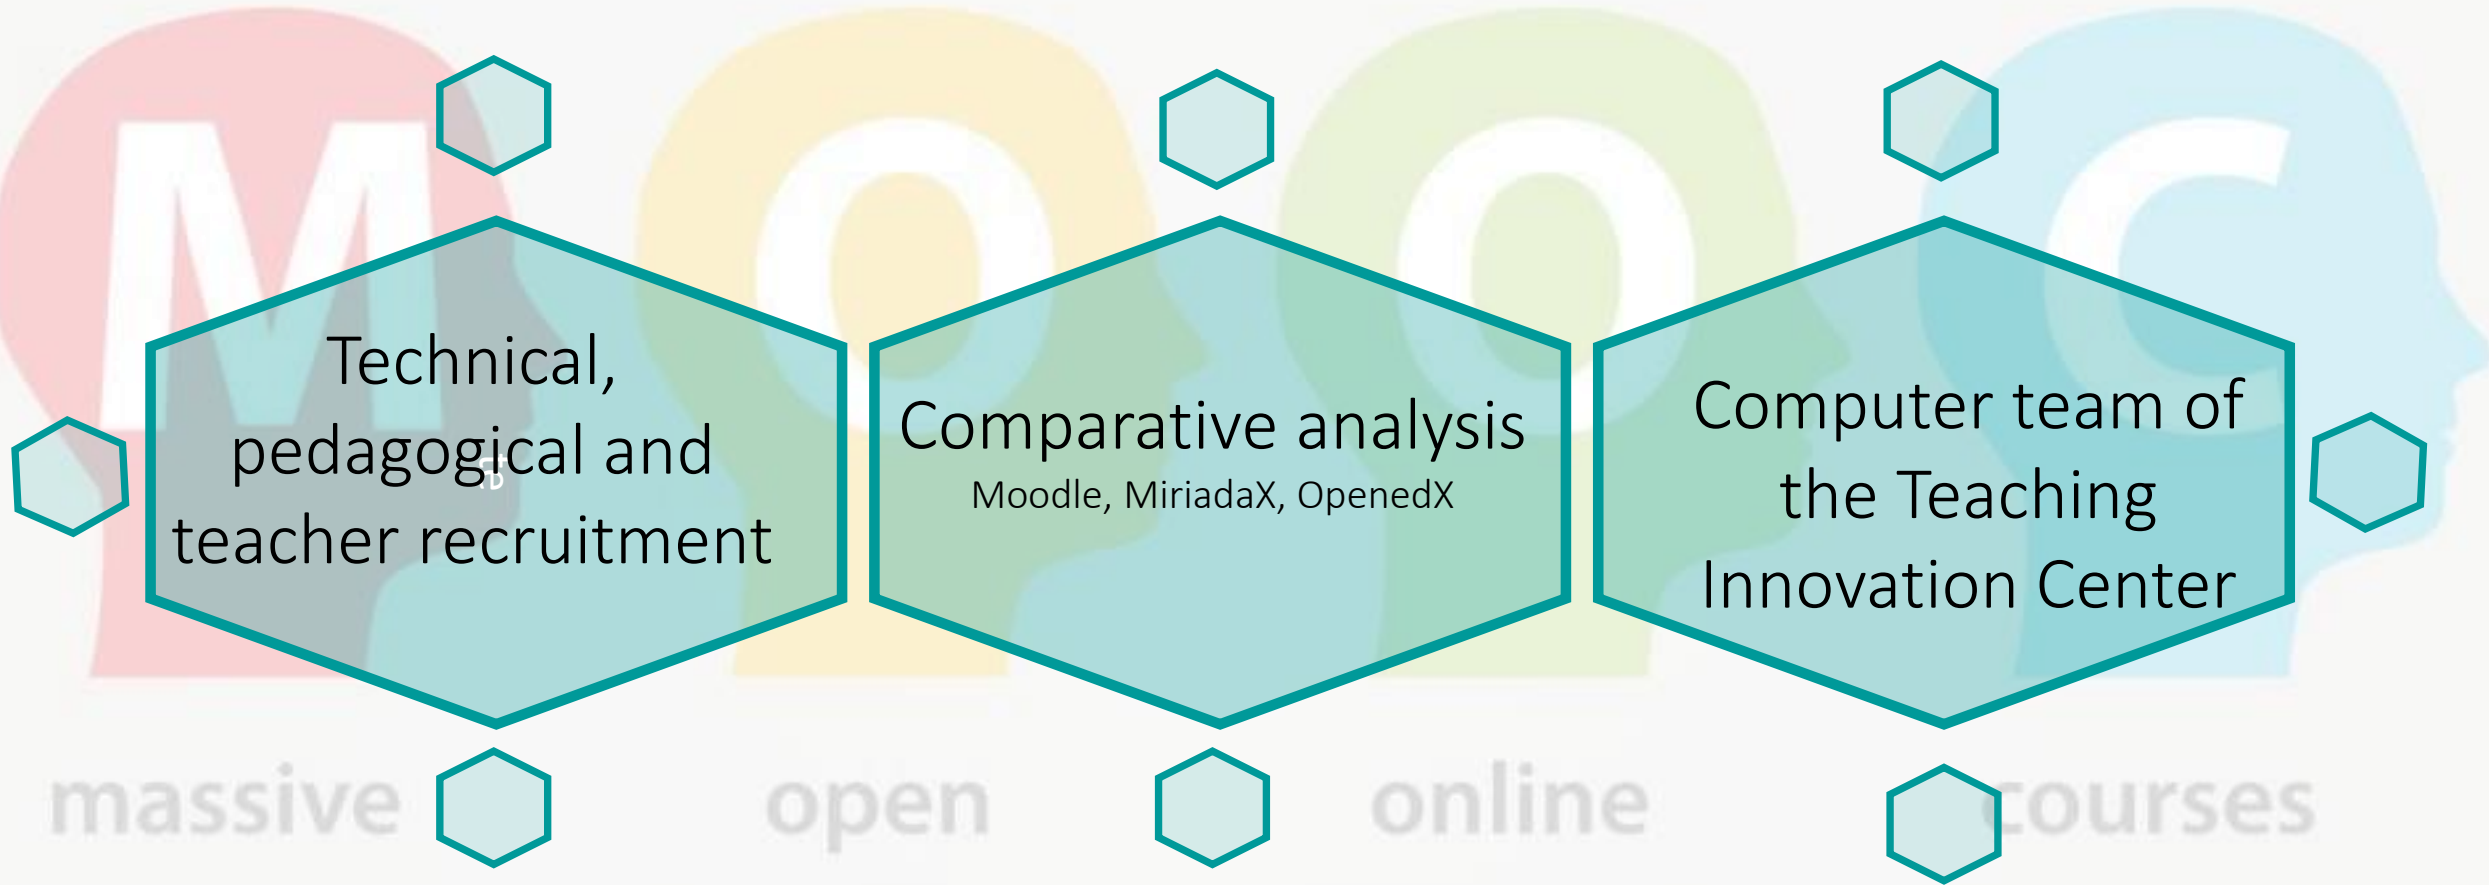 M O O C
Technical,
pedagogical and
teacher recruitment
Comparative analysis
Moodle, MiriadaX, OpenedX
Computer team of
the Teaching
Innovation Center
massive open online courses